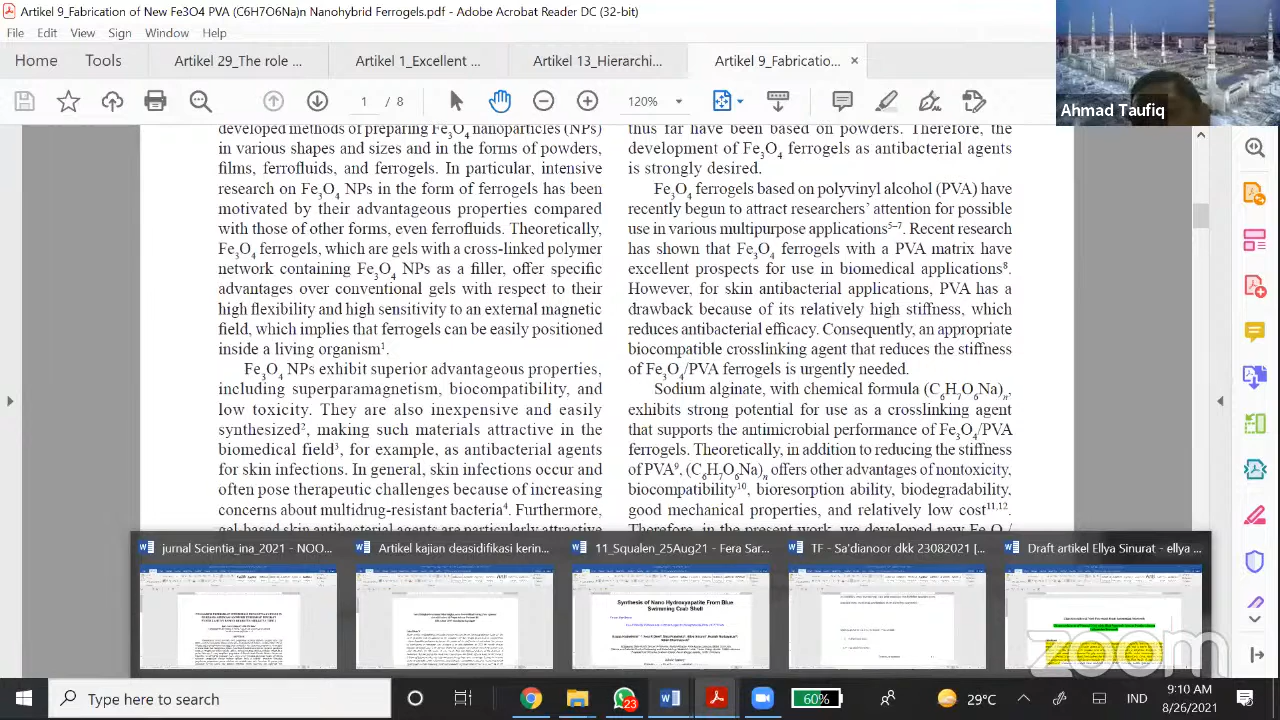 Artikel 9_Fabrication of New Fe3O4 PVA (C6H7O6Na)n Nanohybrid Ferrogels.pdf - Adobe Acrobat Reader DC (32-bit)
File Edit View Sign Window Help
Home Tools Artikel 29_The role ... Artikel 1_Excellent ... Artikel 13_Hierarchi... Artikel 9_Fabricatio... ×
1 / 8 120%
Ahmad Taufiq
developed methods of preparing Fe3O4 nanoparticles (NPs)
in various shapes and sizes and in the forms of powders,
films, ferrofluids, and ferrogels. In particular, intensive
research on Fe3O4 NPs in the form of ferrogels has been
motivated by their advantageous properties compared
with those of other forms, even ferrofluids. Theoretically,
Fe3O4 ferrogels, which are gels with a cross-linked polymer
network containing Fe3O4 NPs as a filler, offer specific
advantages over conventional gels with respect to their
high flexibility and high sensitivity to an external magnetic
field, which implies that ferrogels can be easily positioned
inside a living organism1.
Fe3O4 NPs exhibit superior advantageous properties,
including superparamagnetism, biocompatibility, and
low toxicity. They are also inexpensive and easily
synthesized2, making such materials attractive in the
biomedical field3, for example, as antibacterial agents
for skin infections. In general, skin infections occur and
often pose therapeutic challenges because of increasing
concerns about multidrug-resistant bacteria4. Furthermore,
gel-based skin antibacterial agents are particularly attractive
thus far have been based on powders. Therefore, the
development of Fe3O4 ferrogels as antibacterial agents
is strongly desired.
Fe3O4 ferrogels based on polyvinyl alcohol (PVA) have
recently begun to attract researchers' attention for possible
use in various multipurpose applications5–7. Recent research
has shown that Fe3O4 ferrogels with a PVA matrix have
excellent prospects for use in biomedical applications8.
However, for skin antibacterial applications, PVA has a
drawback because of its relatively high stiffness, which
reduces antibacterial efficacy. Consequently, an appropriate
biocompatible crosslinking agent that reduces the stiffness
of Fe3O4/PVA ferrogels is urgently needed.
Sodium alginate, with chemical formula (C6H7O6Na)n,
exhibits strong potential for use as a crosslinking agent
that supports the antimicrobial performance of Fe3O4/PVA
ferrogels. Theoretically, in addition to reducing the stiffness
of PVA9, (C6H7O6Na)n offers other advantages of nontoxicity,
biocompatibility10, bioresorption ability, biodegradability,
good mechanical properties, and relatively low cost11,12.
Therefore, in the present work, we developed new Fe3O4/
jurnal Scientia_ina_2021 - NOO...
Artikel kajian deasidifikasi kerin...
11_Squalen_25Aug21 - Fera Sar...
TF - Sa'dianoor dkk 23082021 [...
Draft artikel Ellya Sinurat - ellya ...
Synthesis of Nano Hydroxyapatite From Blue
Swimming Crab Shell
zoom
Type here to search
23
60%
29°C
IND
9:10 AM
8/26/2021